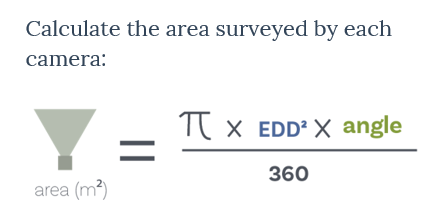 Calculate the area surveyed by each
camera:
π x EDD² x angle
=
360
area (m²)